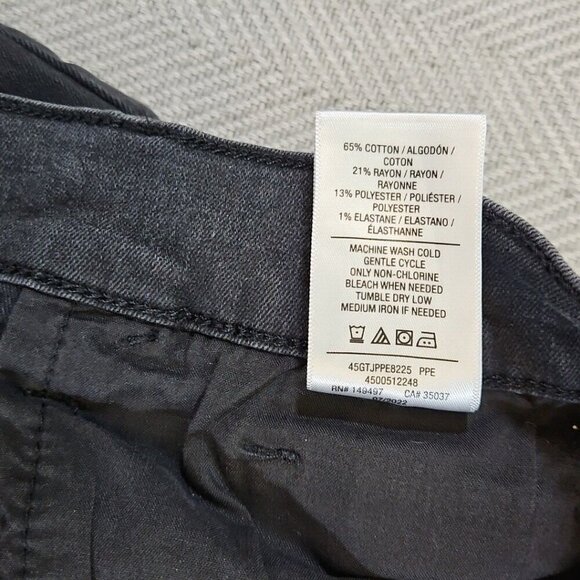 65% COTTON / ALGODÓN /
COTON
21% RAYON / RAYON /
RAYONNE
13% POLYESTER / POLIÉSTER /
POLYESTER
1% ELASTANE / ELASTANO /
ÉLASTHANNE
MACHINE WASH COLD
GENTLE CYCLE
ONLY NON-CHLORINE
BLEACH WHEN NEEDED
TUMBLE DRY LOW
MEDIUM IRON IF NEEDED
45GTJPPE8225 PPE
4500512248
RN# 149497 CA# 35037
07/2022